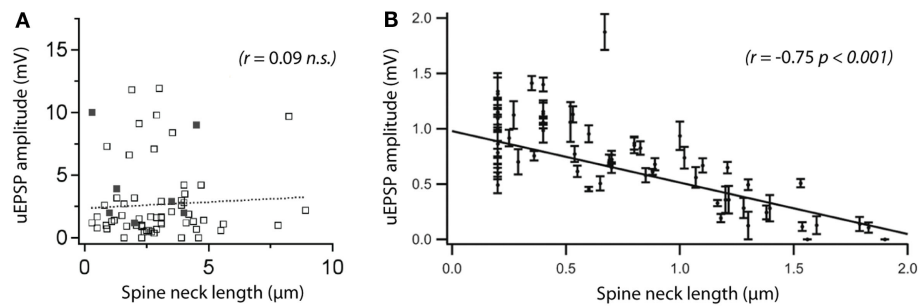 A
uEPSP amplitude (mV)
15
10
5
0
(r = 0.09 n.s.)
0 5 10
Spine neck length (μm)
B
uEPSP amplitude (mV)
2.0
1.5
1.0
0.5
0.0
(r = -0.75 p < 0.001)
0.0 0.5 1.0 1.5 2.0
Spine neck length (μm)